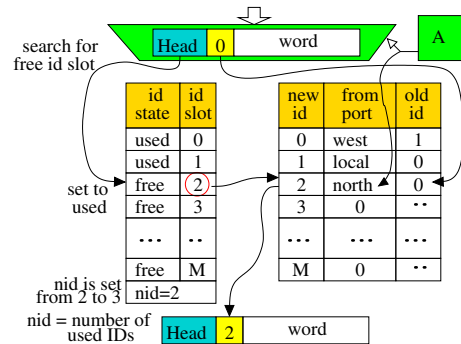 search for
free id slot
Head 0 word
A
id state
id slot
new id
from port
old id
used 0
0 west 1
used 1
1 local 0
set to used
free 2
2 north 0
free 3
3 0 ..
... ..
... ... ..
free M
M 0
nid is set
from 2 to 3
nid=2
nid = number of
used IDs
Head 2 word